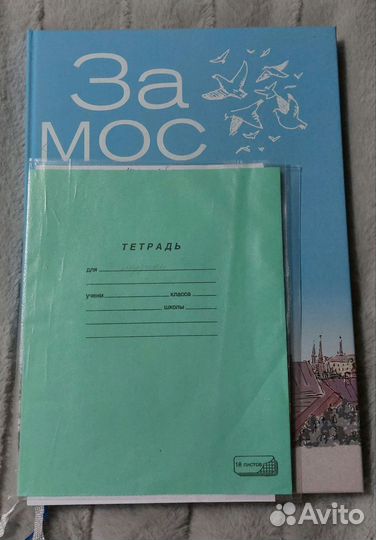 За
МОС
ТЕТРАДЬ
для
учени класса
школы
18 листов
Avito